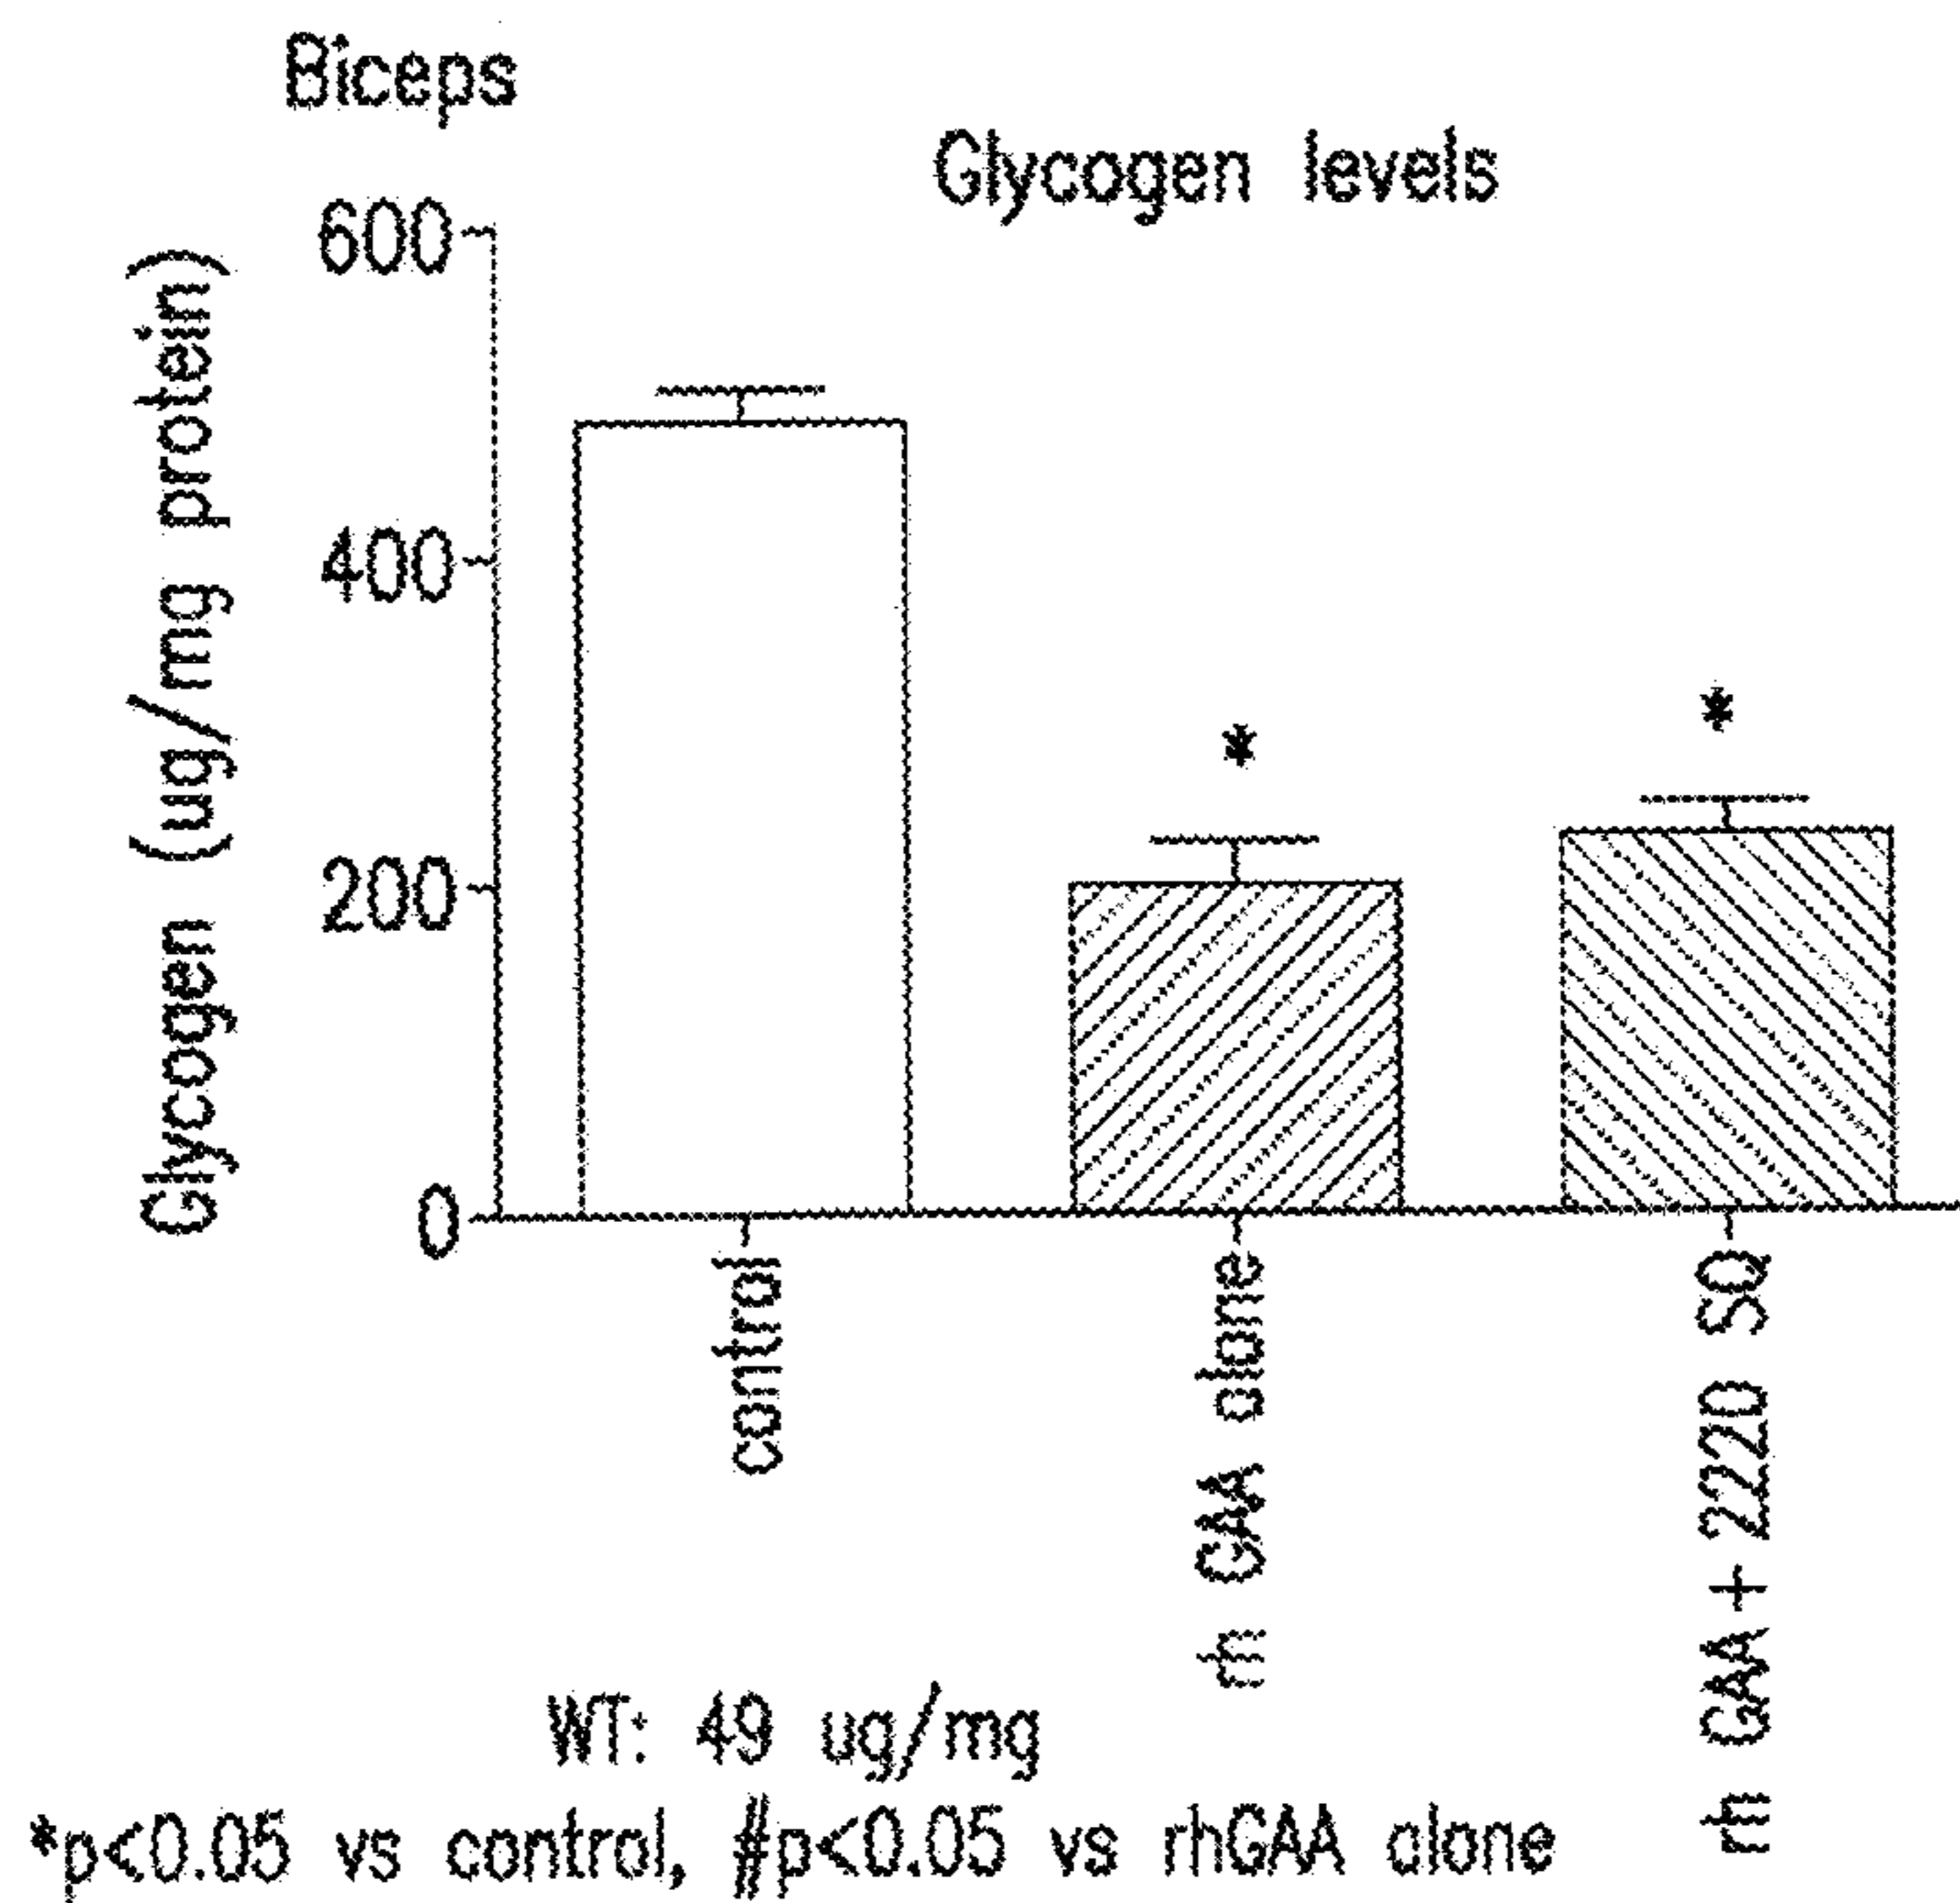 Biceps
Glycogen levels
Glycogen (ug/mg protein)
600
400
200
0
control
rh GAA alone
rh GAA + 2220 SQ
*
*
WT: 49 ug/mg
*p<0.05 vs control, #p<0.05 vs rhGAA alone